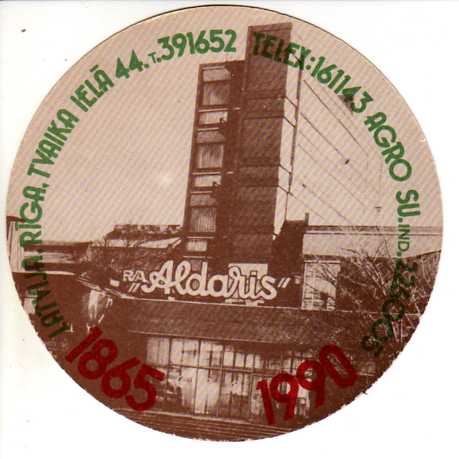 LATVIJA. RĪGA. TVAIKA IELĀ 44. T.391652 TELEX:161143 AGRO SU. IND. 226005
RA "Aldaris"
1865 1990